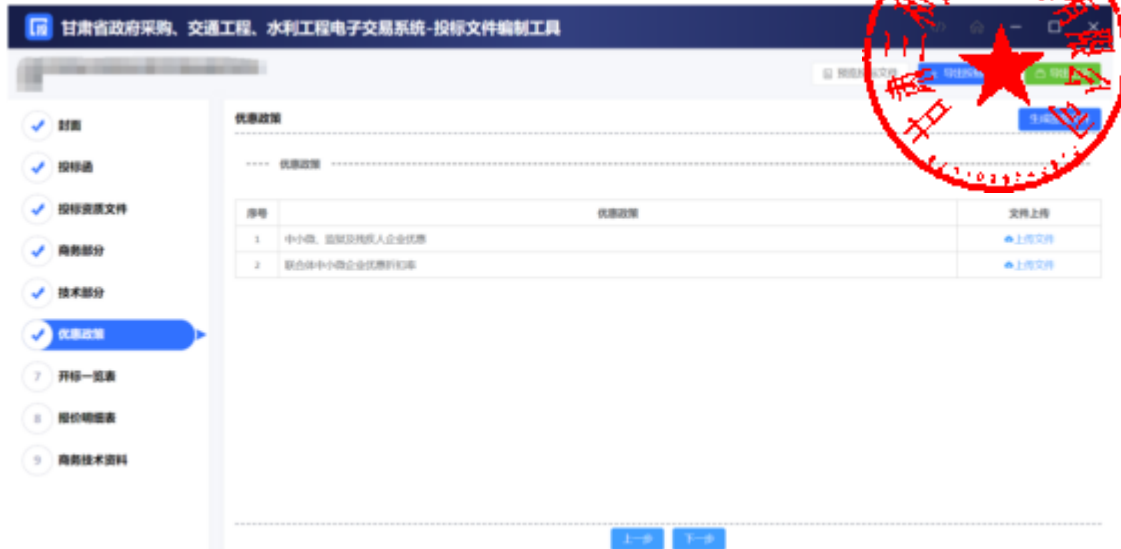 甘肃省政府采购、交通工程、水利工程电子交易系统-投标文件编制工具
封面
投标函
投标资质文件
商务部分
技术部分
优惠政策
7 开标一览表
8 报价明细表
9 商务技术资料
优惠政策
优惠政策
序号 优惠政策 文件上传
1 中小微、监狱及残疾人企业优惠 上传文件
2 联合体中小微企业优惠折扣率 上传文件
上一步 下一步